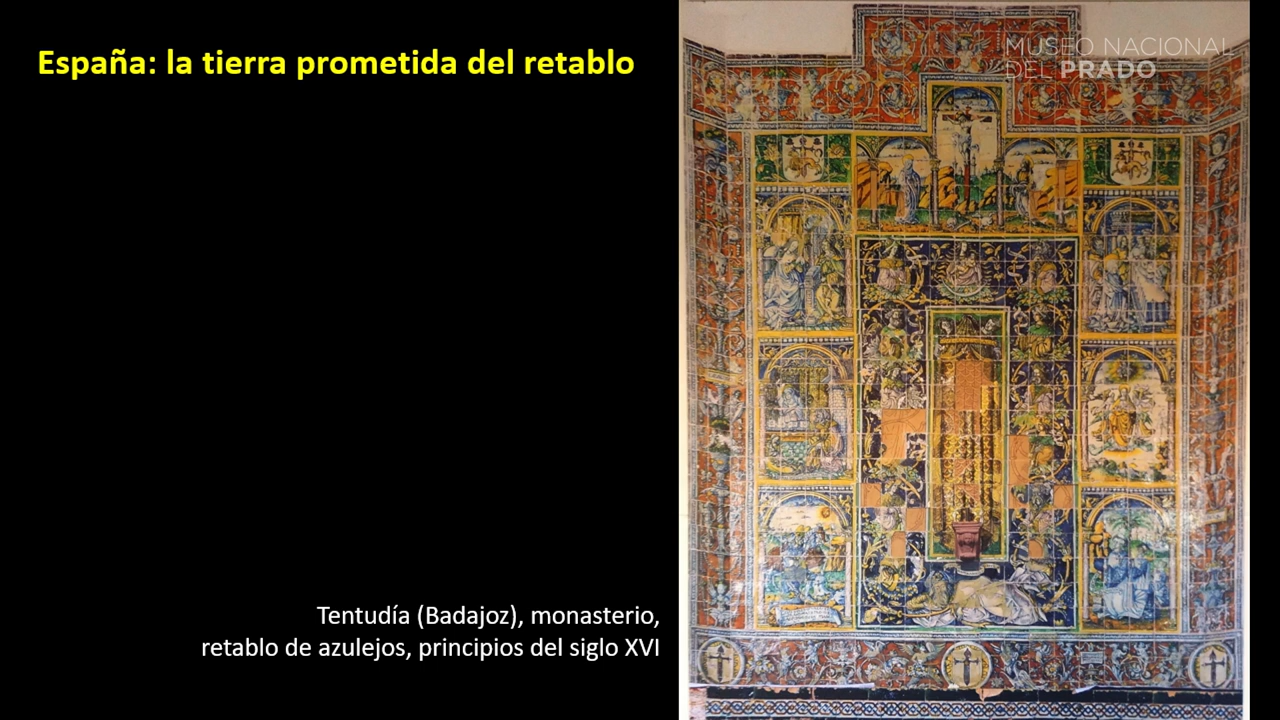 España: la tierra prometida del retablo
MUSEO NACIONAL
DEL PRADO
Tentudía (Badajoz), monasterio,
retablo de azulejos, principios del siglo XVI